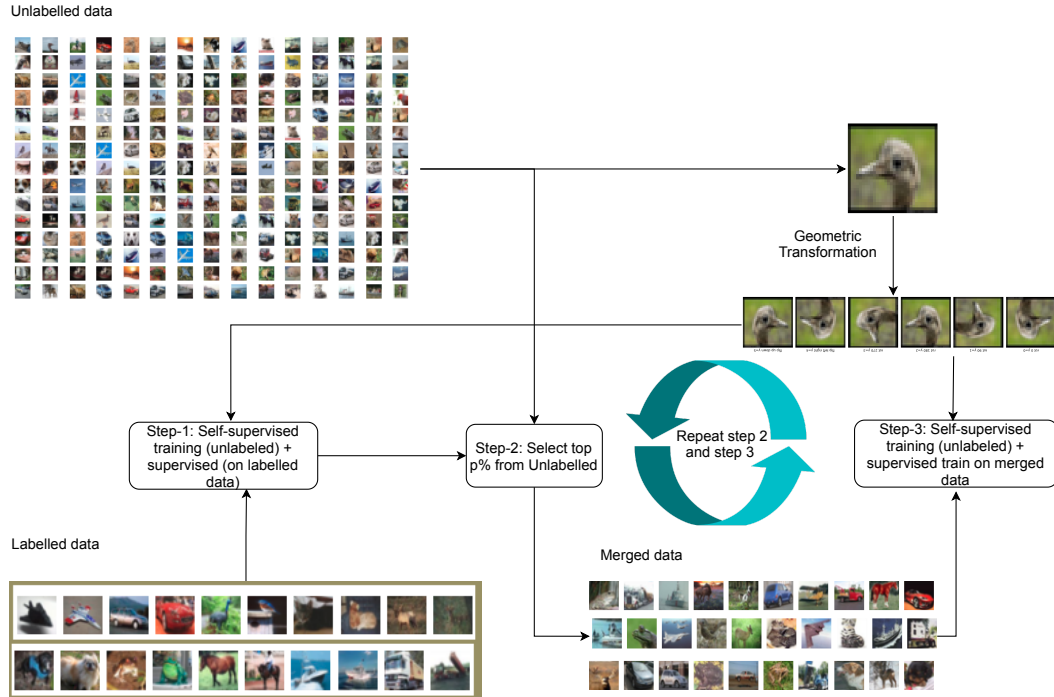 Unlabelled data
Geometric
Transformation
Step-1: Self-supervised
training (unlabeled) +
supervised (on labelled
data)
Step-2: Select top
p% from Unlabelled
Repeat step 2
and step 3
Step-3: Self-supervised
training (unlabeled) +
supervised train on merged
data
Labelled data
Merged data